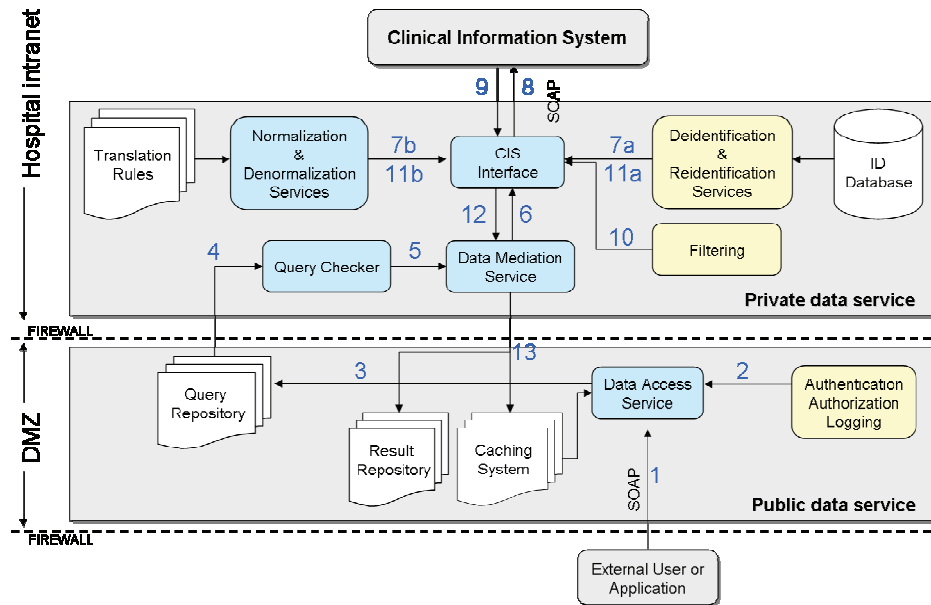 Clinical Information System
Hospital intranet
9
8
SOAP
Translation
Rules
Normalization
&
Denormalization
Services
7b
11b
CIS
Interface
7a
11a
Deidentification
&
Reidentification
Services
ID
Database
12
6
10
Filtering
4
Query Checker
5
Data Mediation
Service
Private data service
FIREWALL
DMZ
13
Query
Repository
3
Data Access
Service
2
Authentication
Authorization
Logging
Result
Repository
Caching
System
SOAP
1
Public data service
FIREWALL
External User or
Application